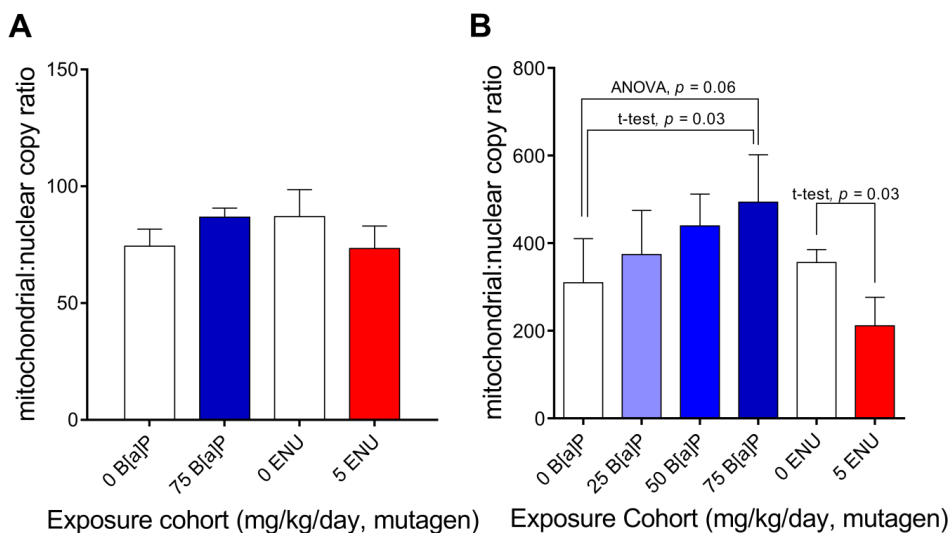 A
mitochondrial:nuclear copy ratio
150
100
50
0
0 B[a]P
75 B[a]P
0 ENU
5 ENU
Exposure cohort (mg/kg/day, mutagen)
B
mitochondrial:nuclear copy ratio
800
600
400
200
0
ANOVA, p = 0.06
t-test, p = 0.03
t-test, p = 0.03
0 B[a]P
25 B[a]P
50 B[a]P
75 B[a]P
0 ENU
5 ENU
Exposure Cohort (mg/kg/day, mutagen)